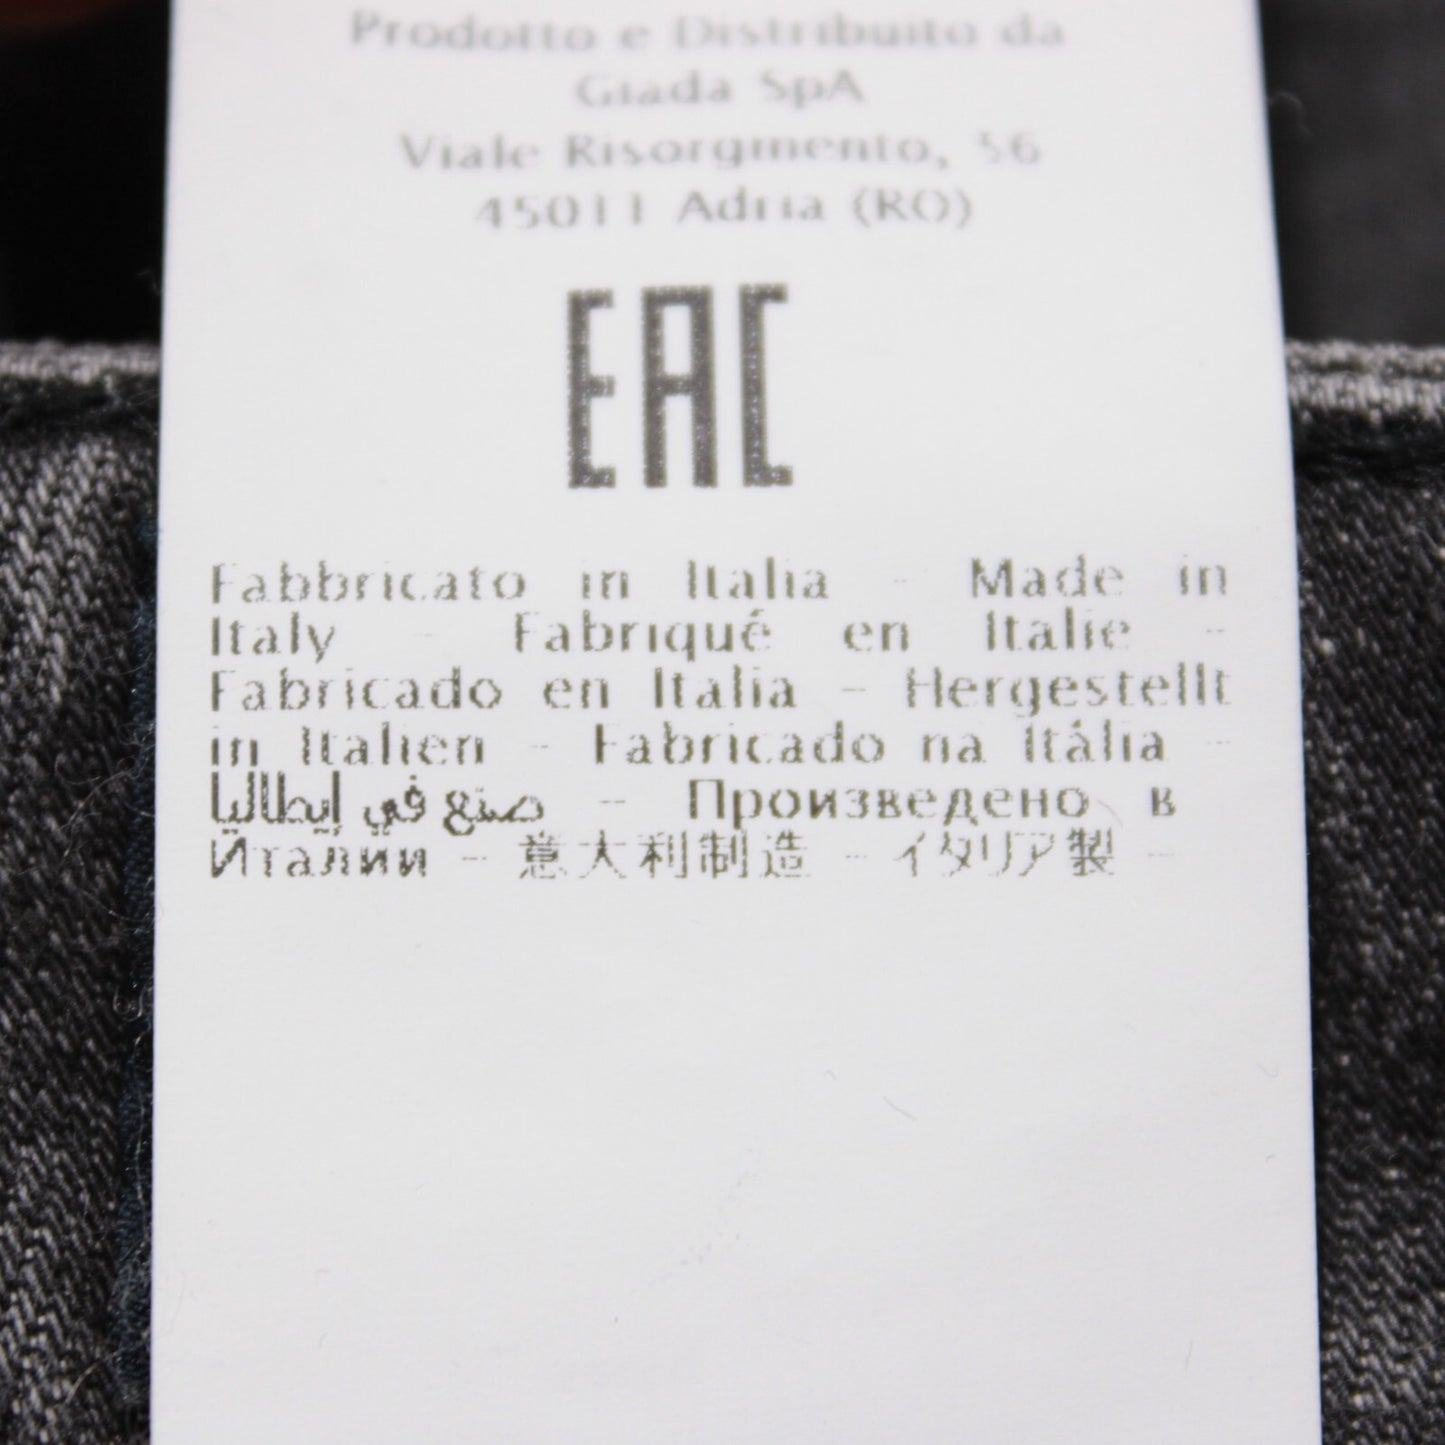 Prodotto e Distribuito da
Giada SpA
Viale Risorgmento, 36
45011 Adria (RO)
EAC
Fabbricato in Italia - Made in
Italy - Fabriqué en Italie -
Fabricado en Italia - Hergestellt
in Italien - Fabricado na Itália -
صنع في إيطاليا - Произведено в
Италии - 意大利制造 - イタリア製 -